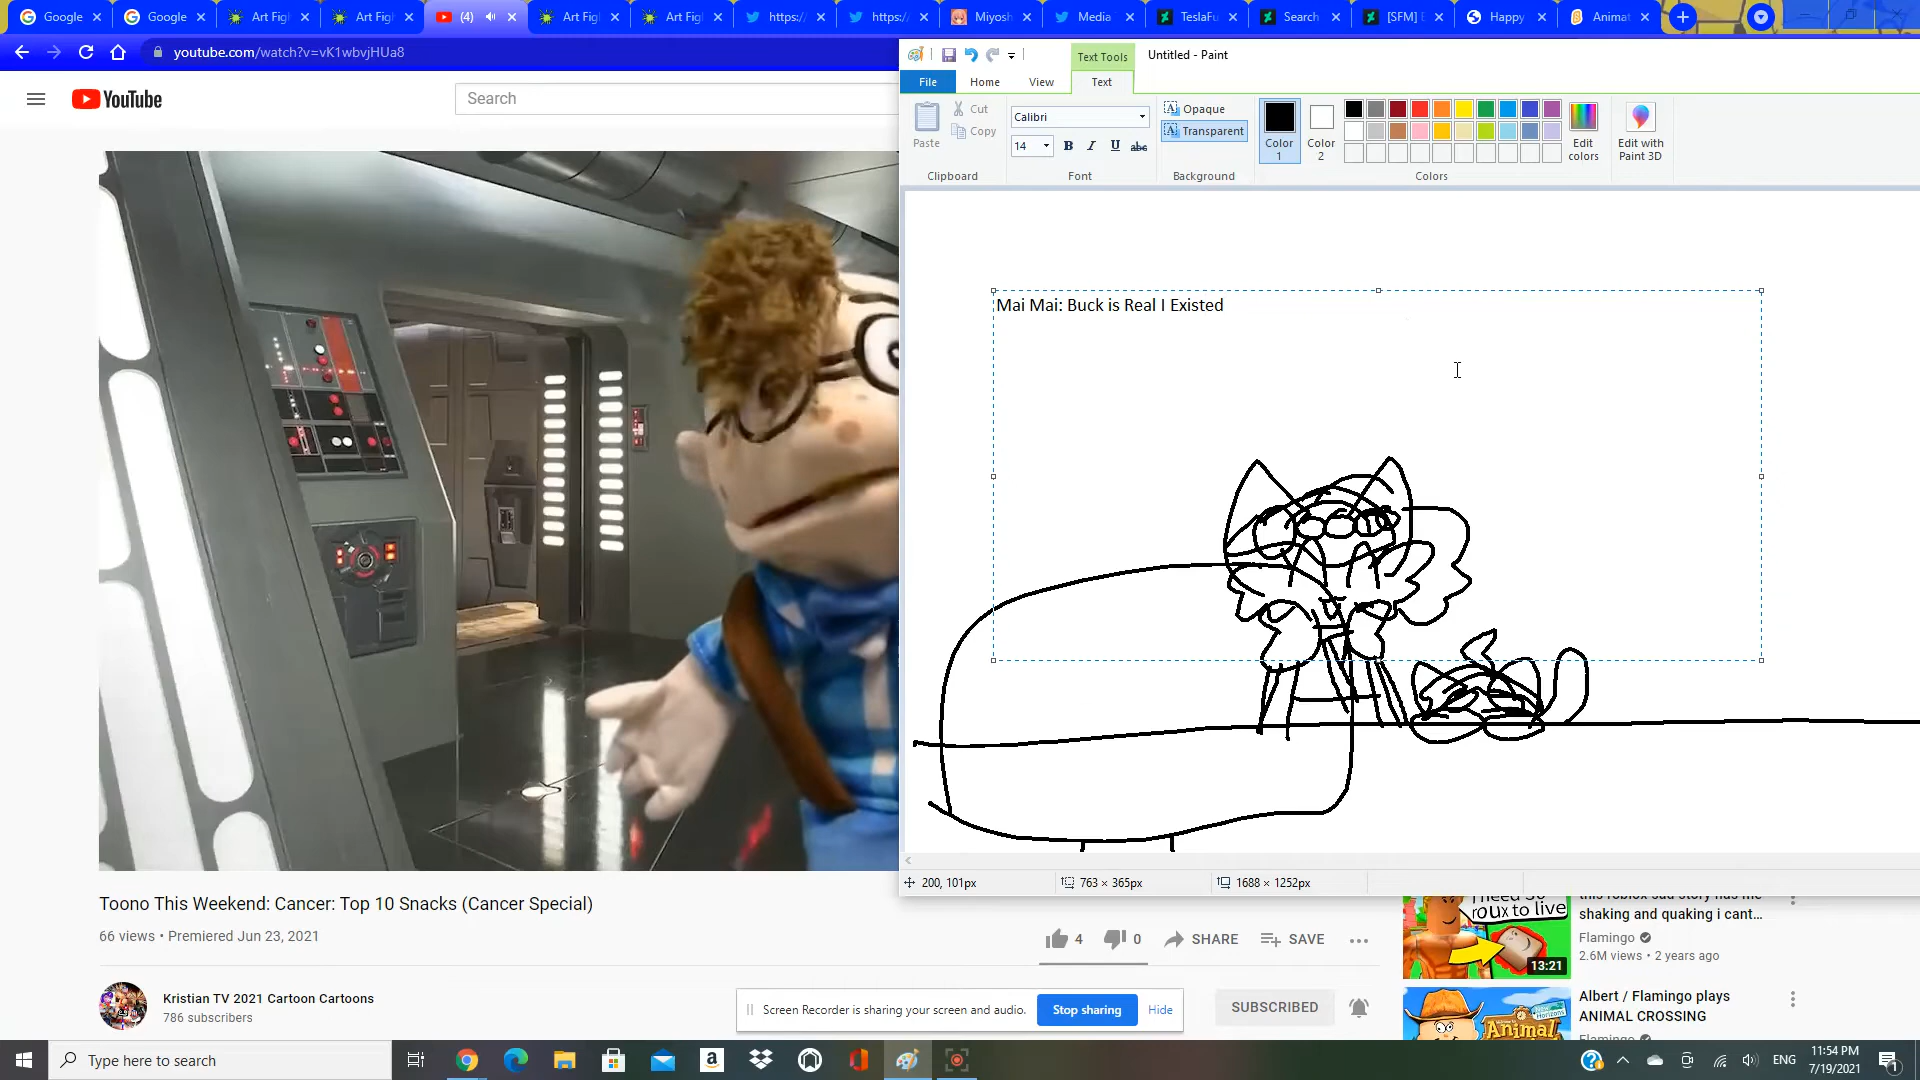 Google
Google
Art Figh
Art Figh
(4)
Art Figh
Art Figh
https:/
https:/
Miyosh
Media
TeslaFu
Search
[SFM] E
Happy
Animat
youtube.com/watch?v=vK1wbvjHUa8
YouTube
Search
Text Tools
Untitled - Paint
File
Home
View
Text
Paste
Cut
Copy
Clipboard
Calibri
14
B I U abc
Font
Opaque
Transparent
Background
Color 1
Color 2
Edit colors
Colors
Edit with Paint 3D
Mai Mai: Buck is Real I Existed
200, 101px
763 × 365px
1688 × 1252px
Toono This Weekend: Cancer: Top 10 Snacks (Cancer Special)
66 views • Premiered Jun 23, 2021
4
0
SHARE
SAVE
Kristian TV 2021 Cartoon Cartoons
786 subscribers
SUBSCRIBED
Screen Recorder is sharing your screen and audio.
Stop sharing
Hide
roux to live
13:21
shaking and quaking i cant...
Flamingo
2.6M views • 2 years ago
Animal
Horizons
Albert / Flamingo plays
ANIMAL CROSSING
Type here to search
ENG
11:54 PM
7/19/2021
1